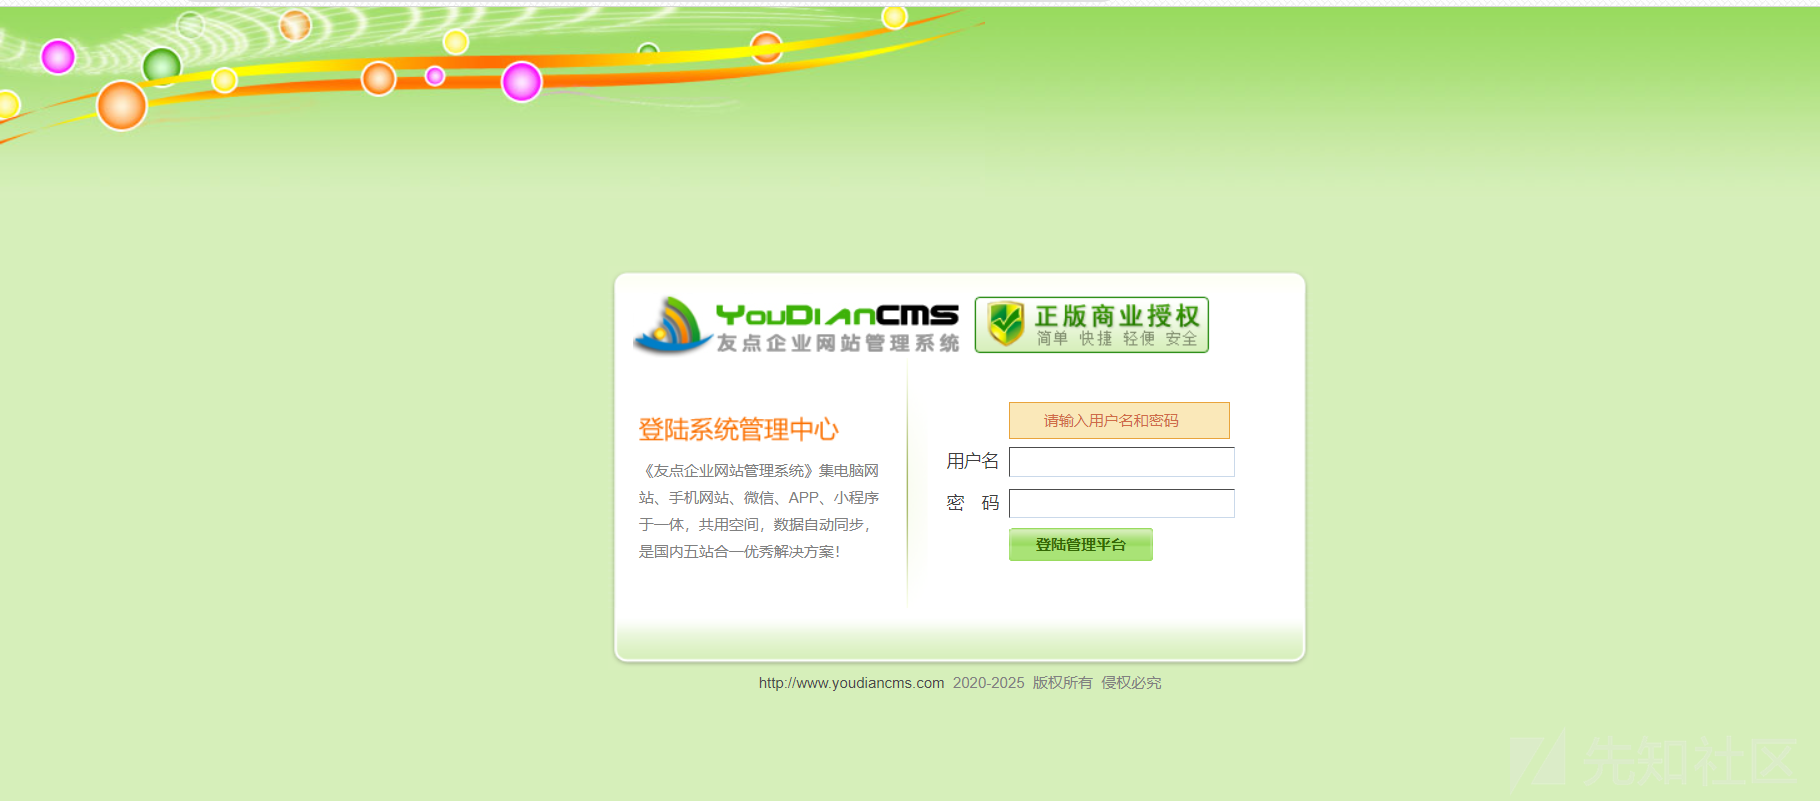 YouDianCMS
友点企业网站管理系统
正版商业授权
简单 快捷 轻便 安全
登陆系统管理中心
《友点企业网站管理系统》集电脑网
站、手机网站、微信、APP、小程序
于一体，共用空间，数据自动同步，
是国内五站合一优秀解决方案！
请输入用户名和密码
用户名
密 码
登陆管理平台
http://www.youdiancms.com 2020-2025 版权所有 侵权必究
先知社区